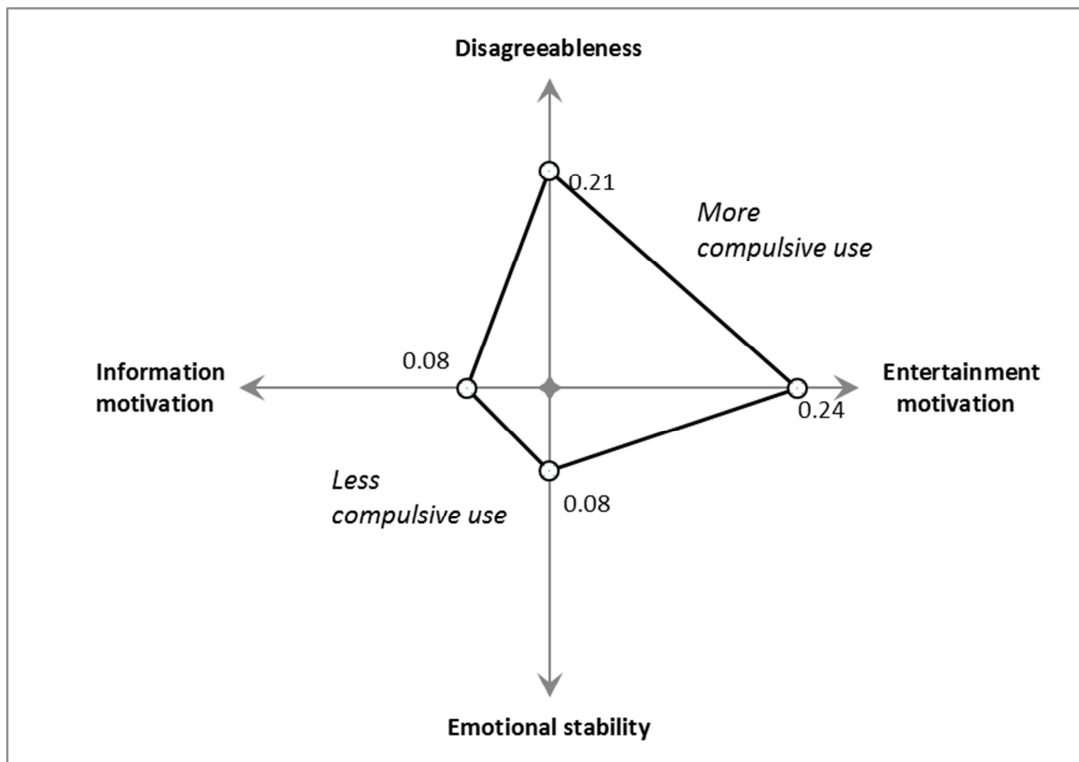 Disagreeableness
0.21
More
compulsive use
0.08
Information
motivation
Entertainment
motivation
0.24
Less
compulsive use
0.08
Emotional stability